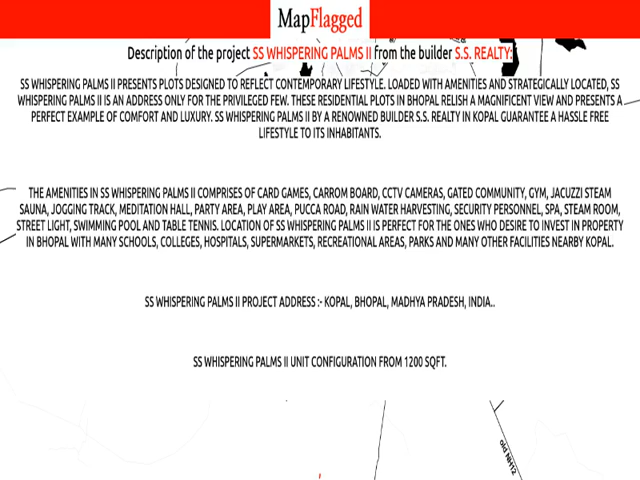 MapFlagged
Description of the project SS WHISPERING PALMS II from the builder S.S. REALTY:
SS WHISPERING PALMS II PRESENTS PLOTS DESIGNED TO REFLECT CONTEMPORARY LIFESTYLE. LOADED WITH AMENITIES AND STRATEGICALLY LOCATED, SS
WHISPERING PALMS II IS AN ADDRESS ONLY FOR THE PRIVILEGED FEW. THESE RESIDENTIAL PLOTS IN BHOPAL RELISH A MAGNIFICENT VIEW AND PRESENTS A
PERFECT EXAMPLE OF COMFORT AND LUXURY. SS WHISPERING PALMS II BY A RENOWNED BUILDER S.S. REALTY IN KOPAL GUARANTEE A HASSLE FREE
LIFESTYLE TO ITS INHABITANTS.
THE AMENITIES IN SS WHISPERING PALMS II COMPRISES OF CARD GAMES, CARROM BOARD, CCTV CAMERAS, GATED COMMUNITY, GYM, JACUZZI STEAM
SAUNA, JOGGING TRACK, MEDITATION HALL, PARTY AREA, PLAY AREA, PUCCA ROAD, RAIN WATER HARVESTING, SECURITY PERSONNEL, SPA, STEAM ROOM,
STREET LIGHT, SWIMMING POOL AND TABLE TENNIS. LOCATION OF SS WHISPERING PALMS II IS PERFECT FOR THE ONES WHO DESIRE TO INVEST IN PROPERTY
IN BHOPAL WITH MANY SCHOOLS, COLLEGES, HOSPITALS, SUPERMARKETS, RECREATIONAL AREAS, PARKS AND MANY OTHER FACILITIES NEARBY KOPAL.
SS WHISPERING PALMS II PROJECT ADDRESS :- KOPAL, BHOPAL, MADHYA PRADESH, INDIA..
SS WHISPERING PALMS II UNIT CONFIGURATION FROM 1200 SQFT.
old NH12